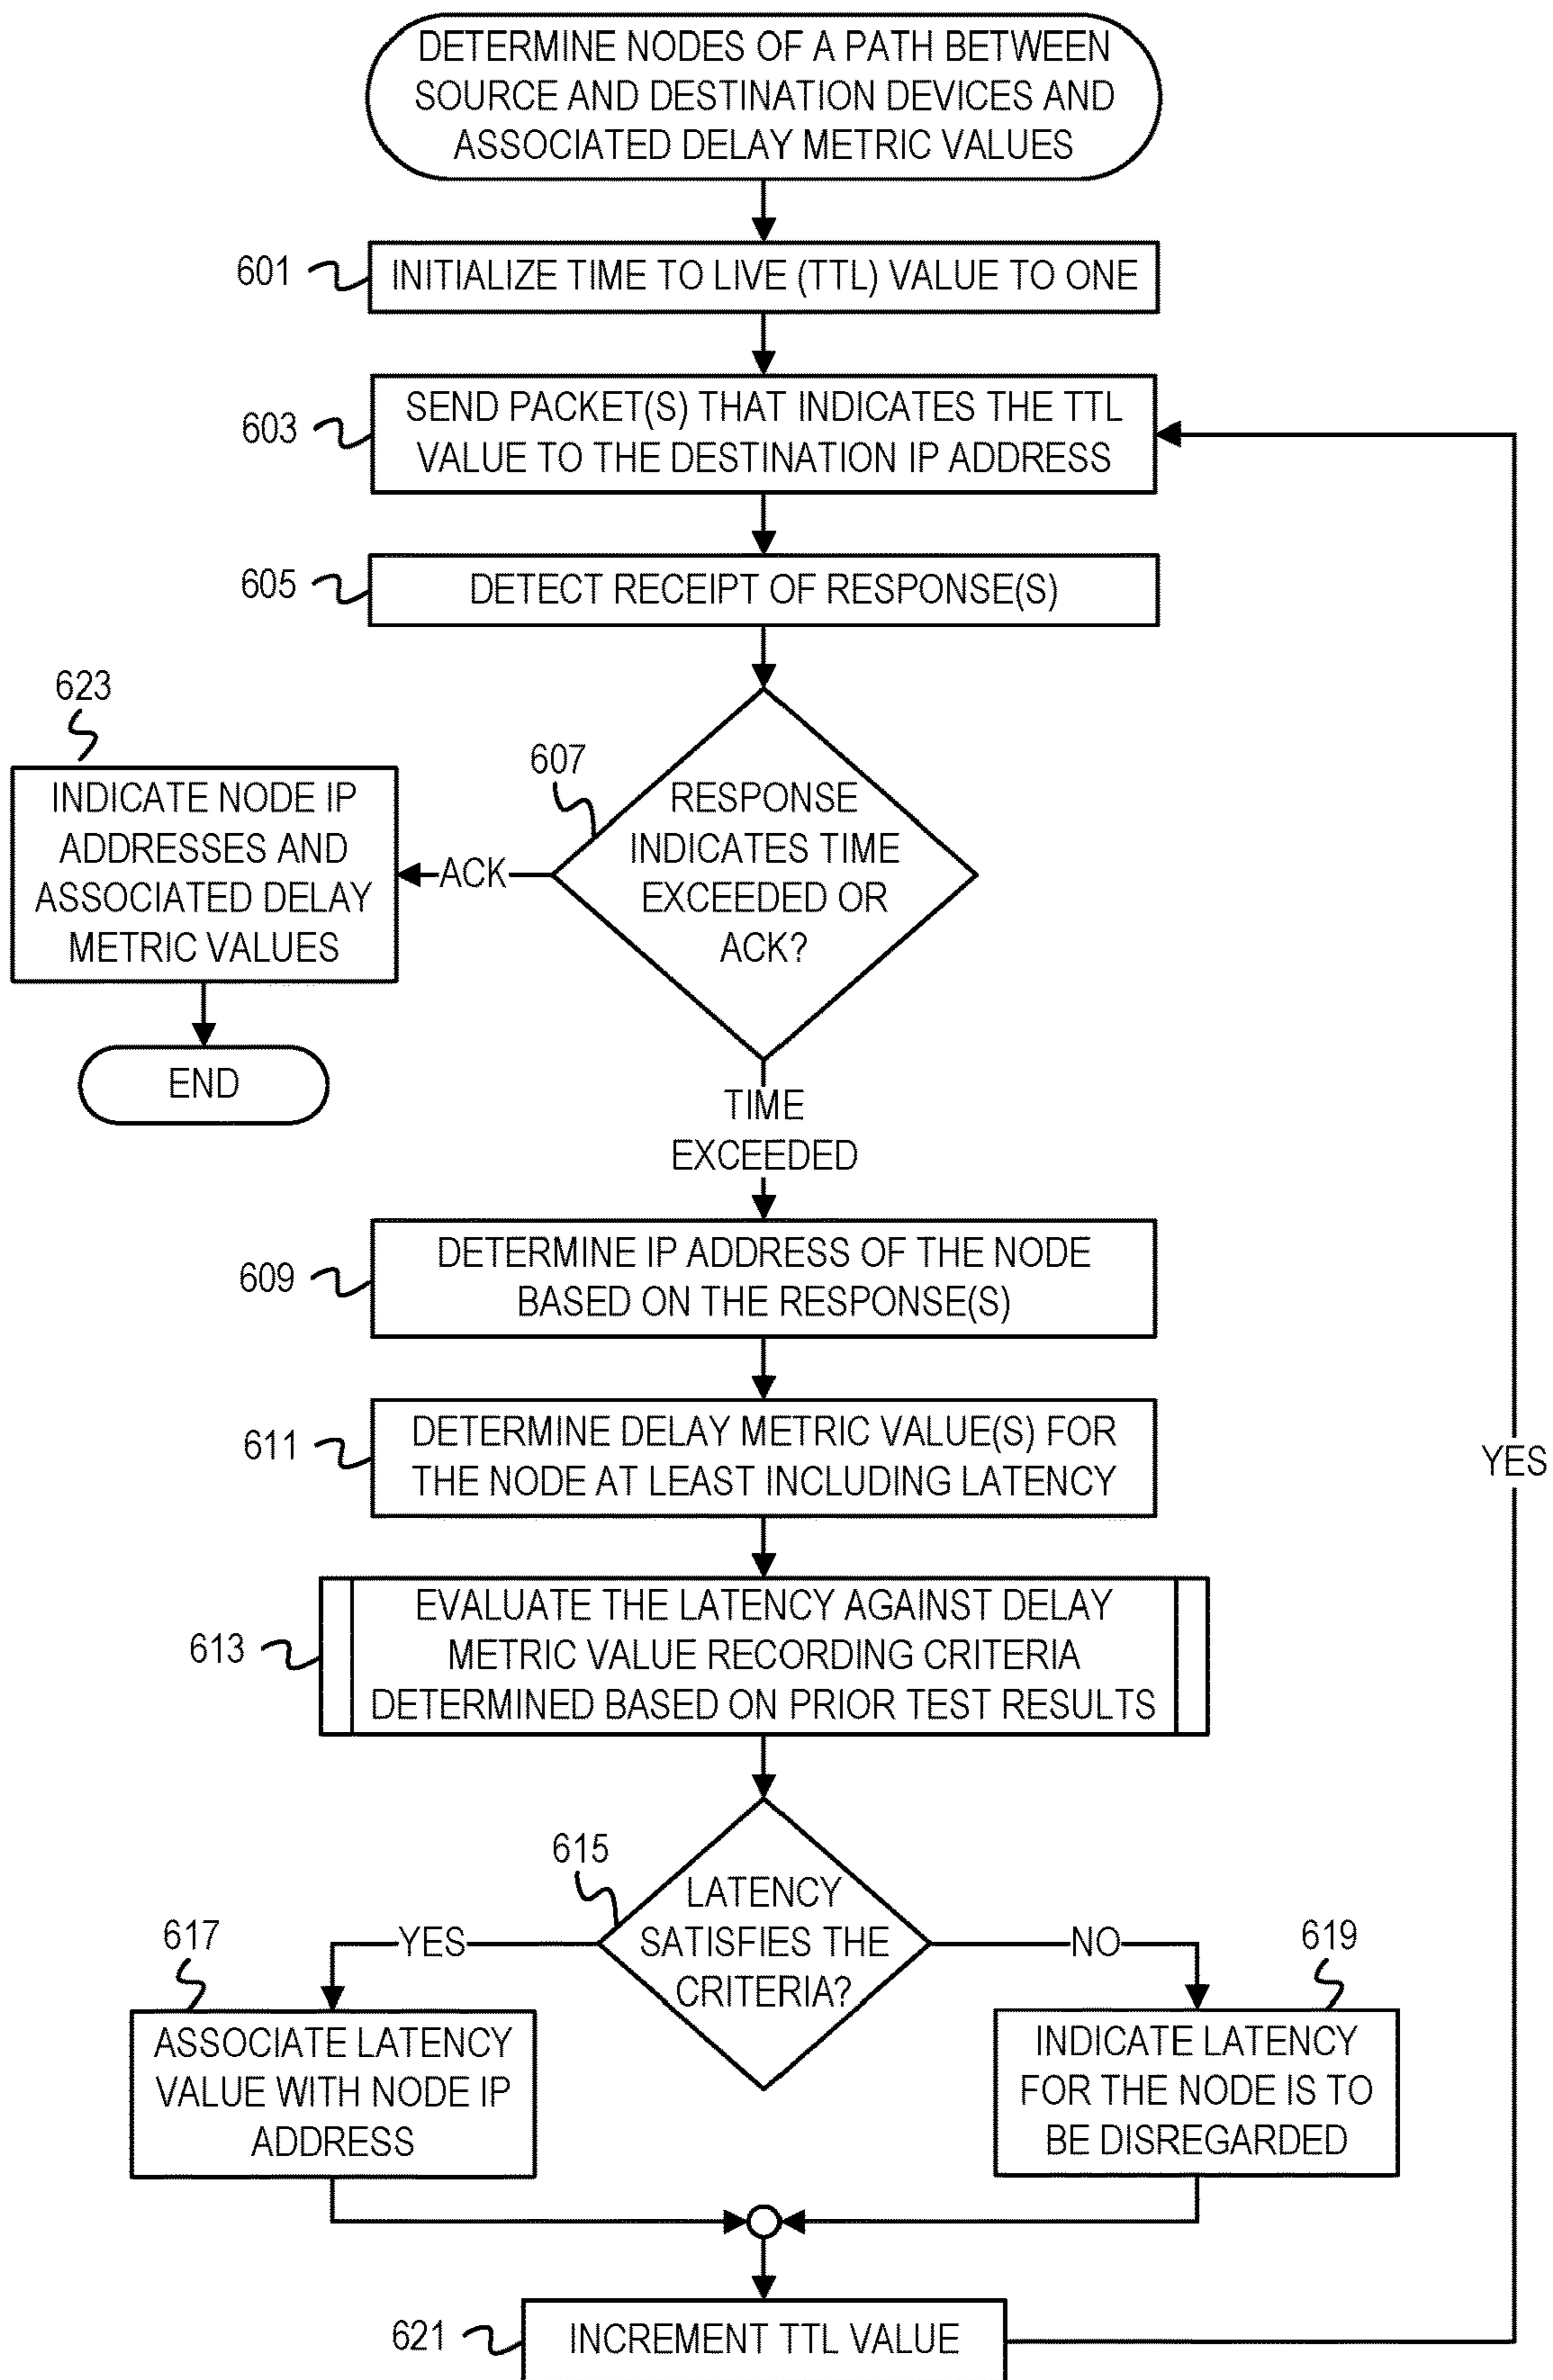 DETERMINE NODES OF A PATH BETWEEN
SOURCE AND DESTINATION DEVICES AND
ASSOCIATED DELAY METRIC VALUES
601
INITIALIZE TIME TO LIVE (TTL) VALUE TO ONE
603
SEND PACKET(S) THAT INDICATES THE TTL
VALUE TO THE DESTINATION IP ADDRESS
605
DETECT RECEIPT OF RESPONSE(S)
607
RESPONSE
INDICATES TIME
EXCEEDED OR
ACK?
ACK
623
INDICATE NODE IP
ADDRESSES AND
ASSOCIATED DELAY
METRIC VALUES
END
TIME
EXCEEDED
609
DETERMINE IP ADDRESS OF THE NODE
BASED ON THE RESPONSE(S)
611
DETERMINE DELAY METRIC VALUE(S) FOR
THE NODE AT LEAST INCLUDING LATENCY
YES
613
EVALUATE THE LATENCY AGAINST DELAY
METRIC VALUE RECORDING CRITERIA
DETERMINED BASED ON PRIOR TEST RESULTS
615
LATENCY
SATISFIES THE
CRITERIA?
YES
NO
617
ASSOCIATE LATENCY
VALUE WITH NODE IP
ADDRESS
619
INDICATE LATENCY
FOR THE NODE IS TO
BE DISREGARDED
621
INCREMENT TTL VALUE